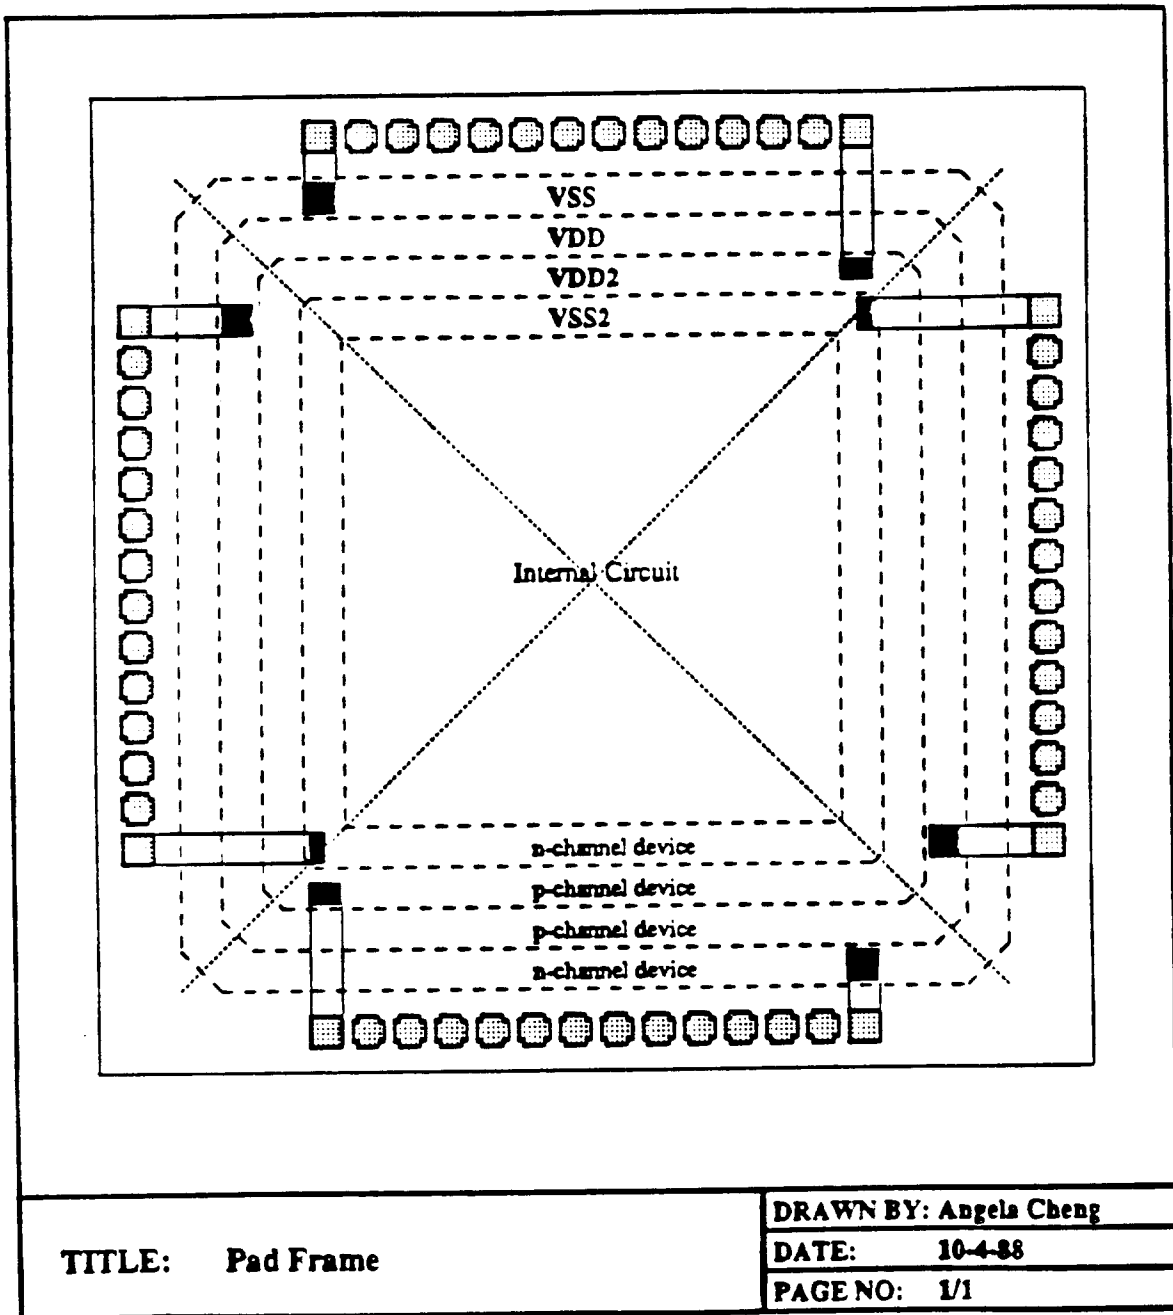 VSS
VDD
VDD2
VSS2
Internal Circuit
n-channel device
p-channel device
p-channel device
n-channel device
TITLE: Pad Frame
DRAWN BY: Angela Cheng
DATE: 10-4-88
PAGE NO: 1/1